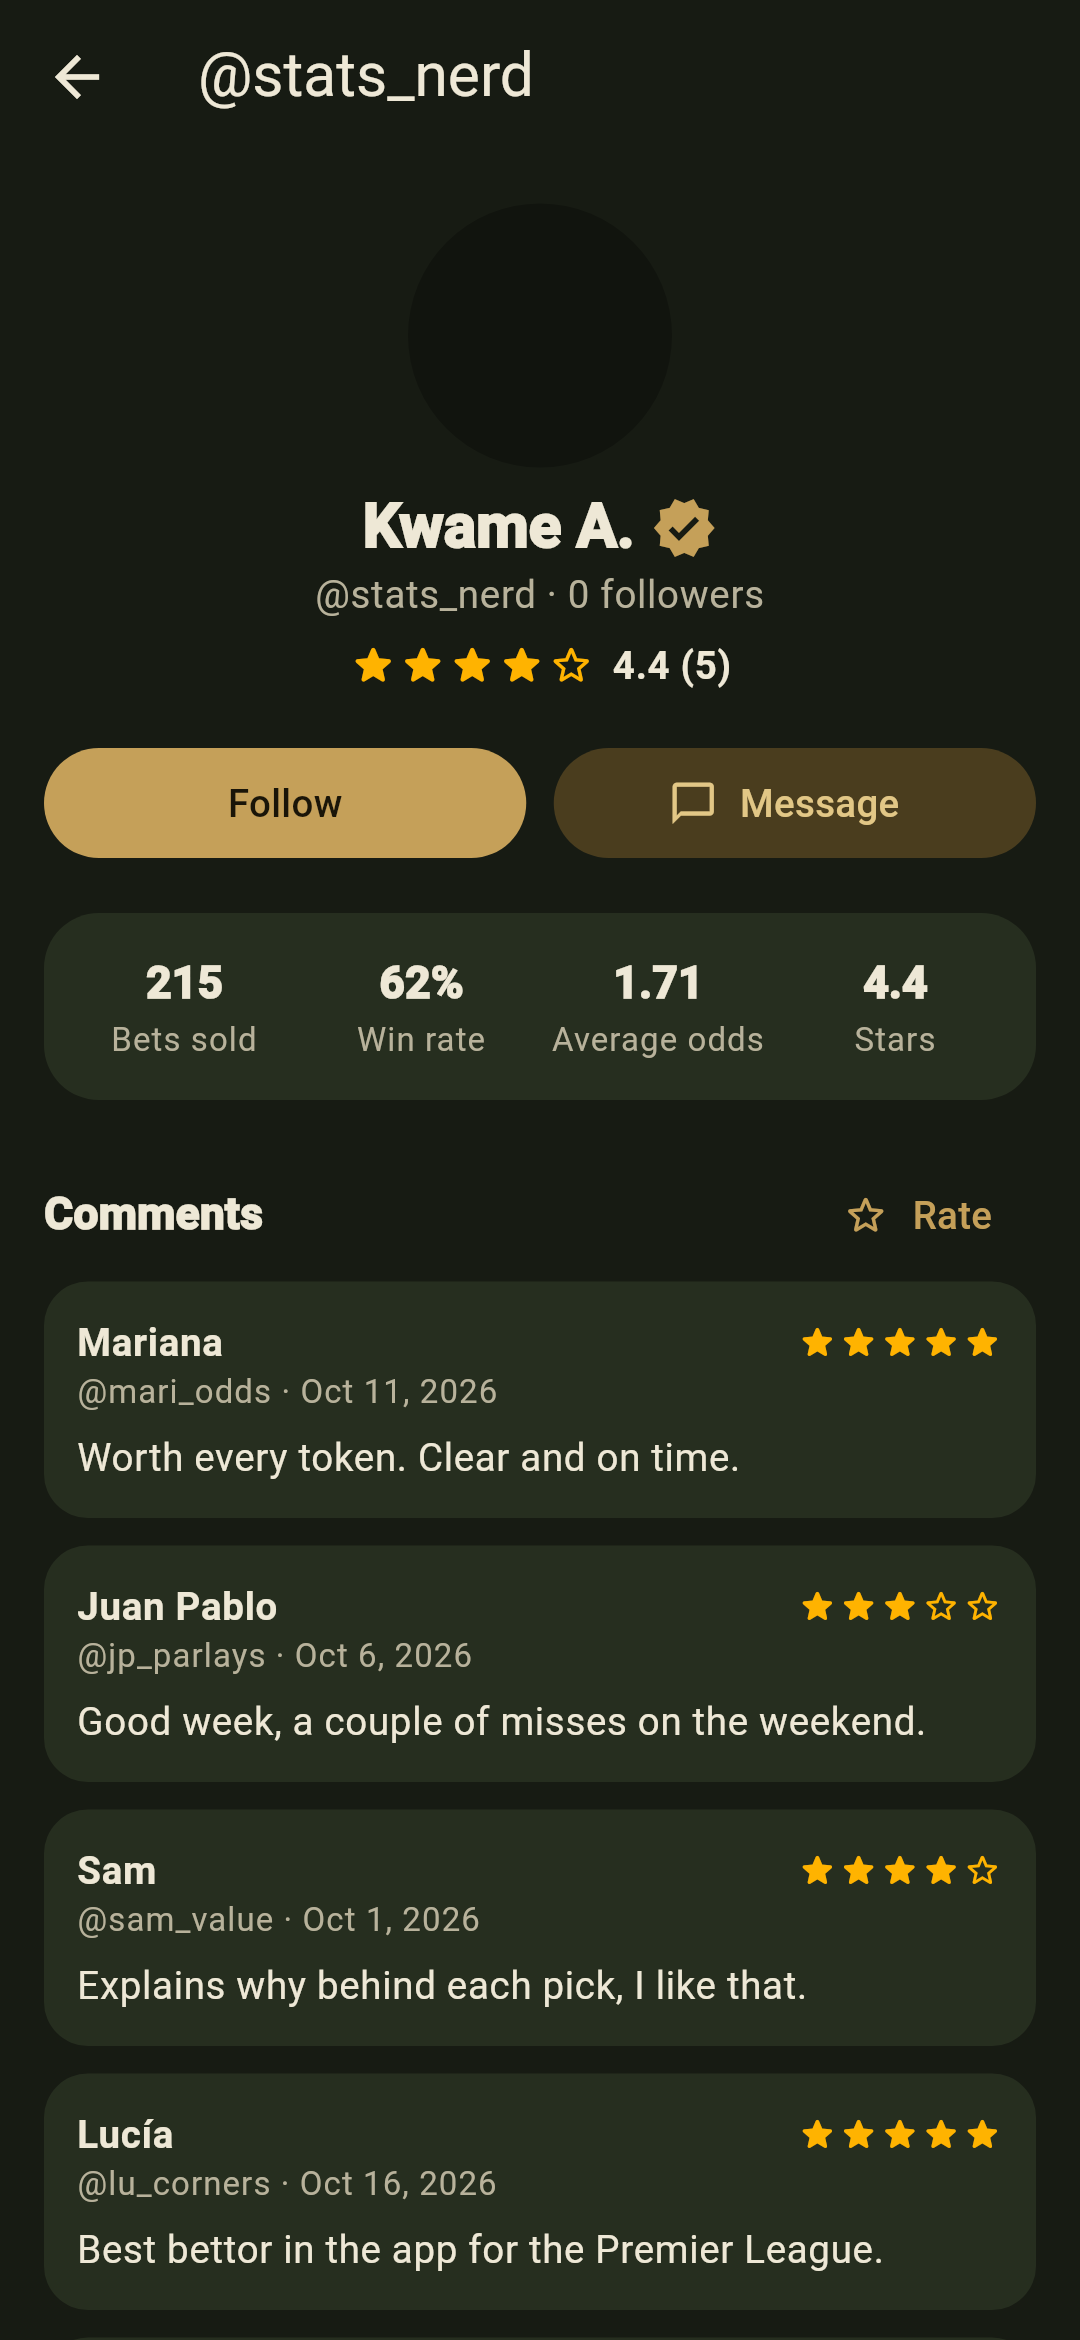 @stats_nerd
Kwame A.
@stats_nerd · 0 followers
4.4 (5)
Follow
Message
215
62%
1.71
4.4
Bets sold
Win rate
Average odds
Stars
Comments
Rate
Mariana
@mari_odds · Oct 11, 2026
Worth every token. Clear and on time.
Juan Pablo
@jp_parlays · Oct 6, 2026
Good week, a couple of misses on the weekend.
Sam
@sam_value · Oct 1, 2026
Explains why behind each pick, I like that.
Lucía
@lu_corners · Oct 16, 2026
Best bettor in the app for the Premier League.